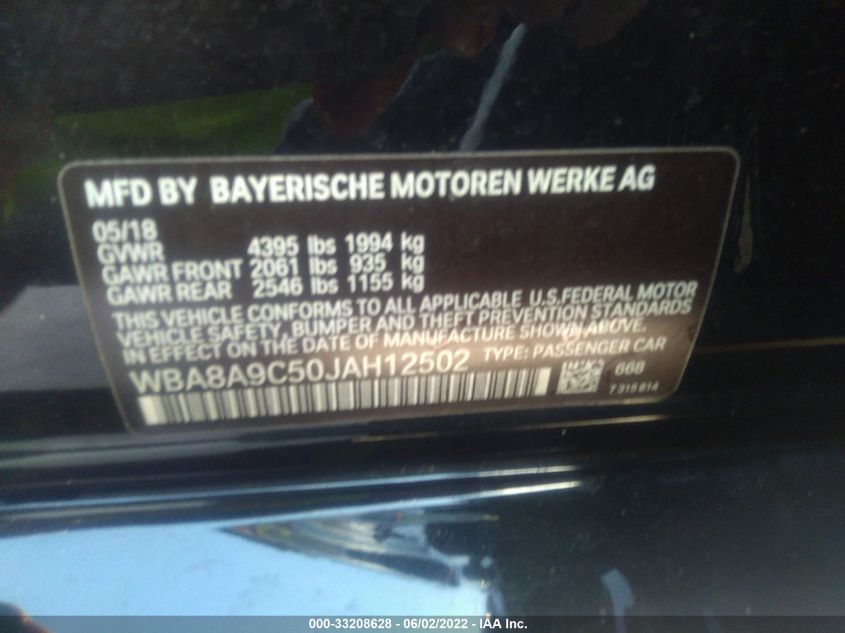 MFD BY BAYERISCHE MOTOREN WERKE AG
05/18
GVWR 4395 lbs 1994 kg
GAWR FRONT 2061 lbs 935 kg
GAWR REAR 2546 lbs 1155 kg
THIS VEHICLE CONFORMS TO ALL APPLICABLE U.S.FEDERAL MOTOR
VEHICLE SAFETY, BUMPER AND THEFT PREVENTION STANDARDS
IN EFFECT ON THE DATE OF MANUFACTURE SHOWN ABOVE.
WBA8A9C50JAH12502 TYPE: PASSENGER CAR
668
7 315 814
000-33208628 - 06/02/2022 - IAA Inc.